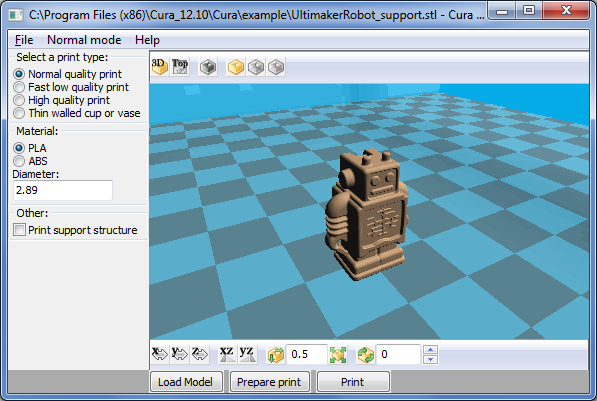 C:\Program Files (x86)\Cura_12.10\Cura\example\UltimakerRobot_support.stl - Cura ...
File Normal mode Help
Select a print type:
Normal quality print
Fast low quality print
High quality print
Thin walled cup or vase
Material:
PLA
ABS
Diameter:
2.89
Other:
Print support structure
3D Top
X Y Z XZ YZ 0.5 0
Load Model Prepare print Print